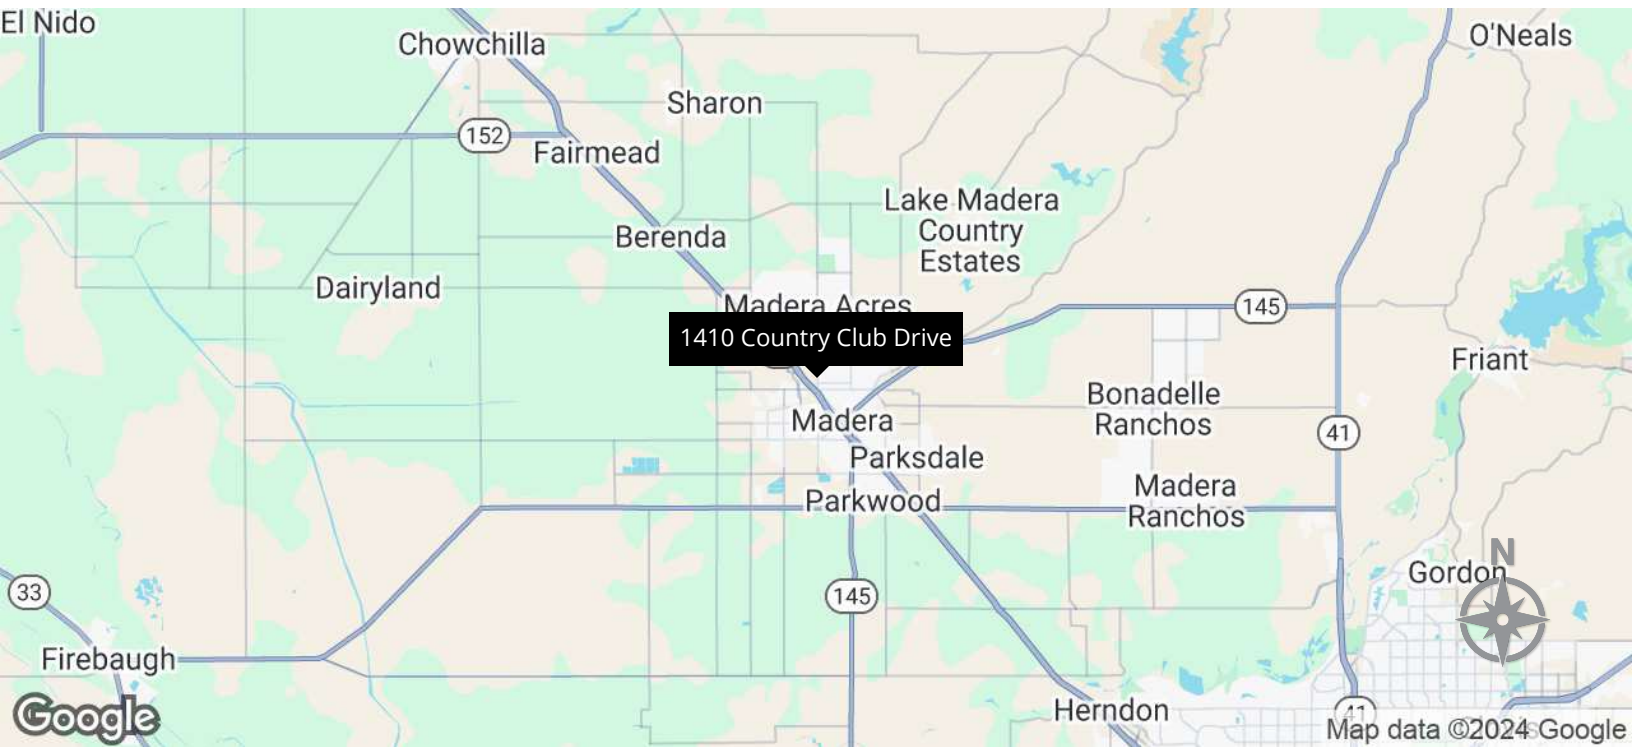 El Nido
O'Neals
Chowchilla
Sharon
152
Fairmead
Lake Madera
Country
Estates
Berenda
Dairyland
Madera Acres
145
1410 Country Club Drive
Friant
Bonadelle
Ranchos
Madera
41
Parksdale
Madera
Ranchos
Parkwood
N
Gordon
33
145
Firebaugh
Herndon
41
Google
Map data ©2024 Google